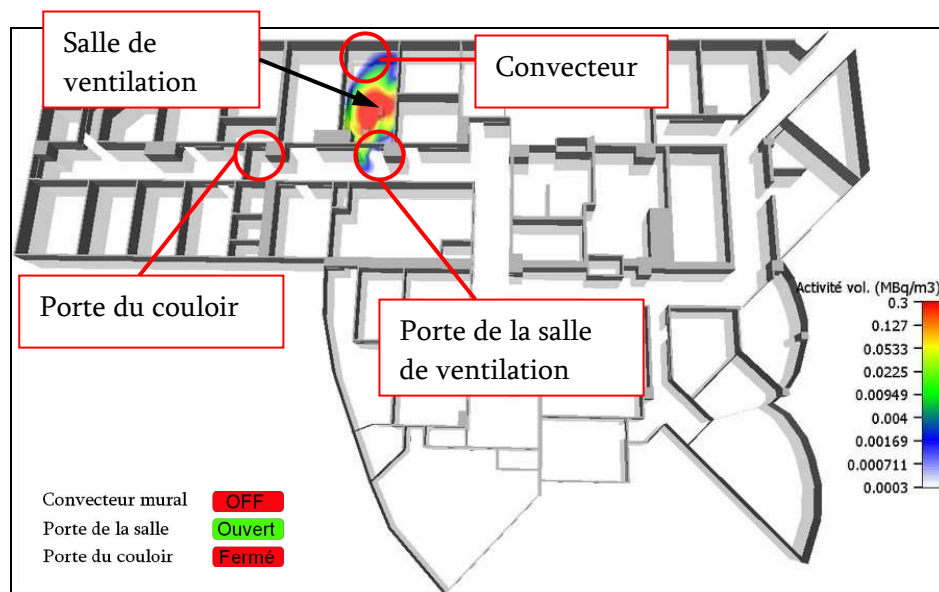 Salle de
ventilation
Convecteur
Porte du couloir
Porte de la salle
de ventilation
Activité vol. (MBq/m3)
0.3
0.127
0.0533
0.0225
0.00949
0.004
0.00169
0.000711
0.0003
Convecteur mural OFF
Porte de la salle Ouvert
Porte du couloir Fermé